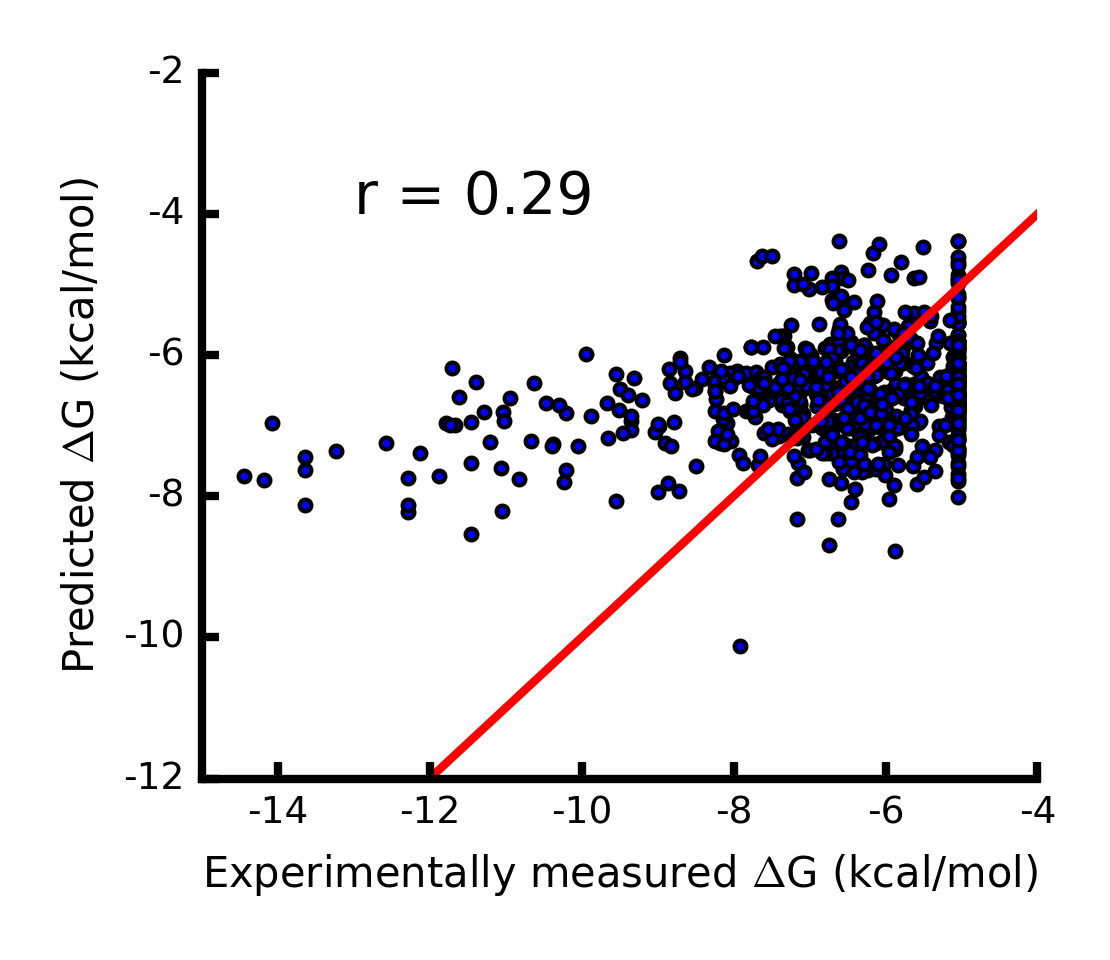 -2
r = 0.29
-4
-6
-8
-10
-12
Predicted ΔG (kcal/mol)
-14 -12 -10 -8 -6 -4
Experimentally measured ΔG (kcal/mol)